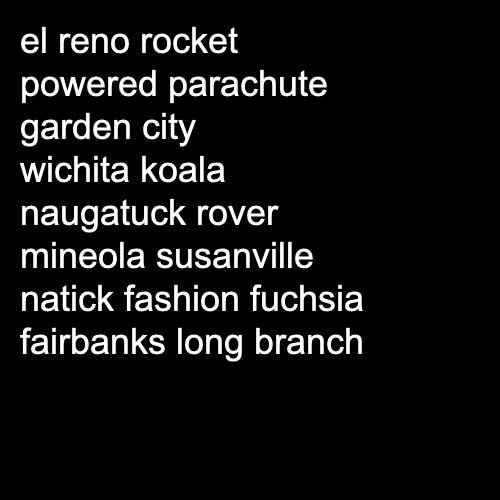 el reno rocket
powered parachute
garden city
wichita koala
naugatuck rover
mineola susanville
natick fashion fuchsia
fairbanks long branch